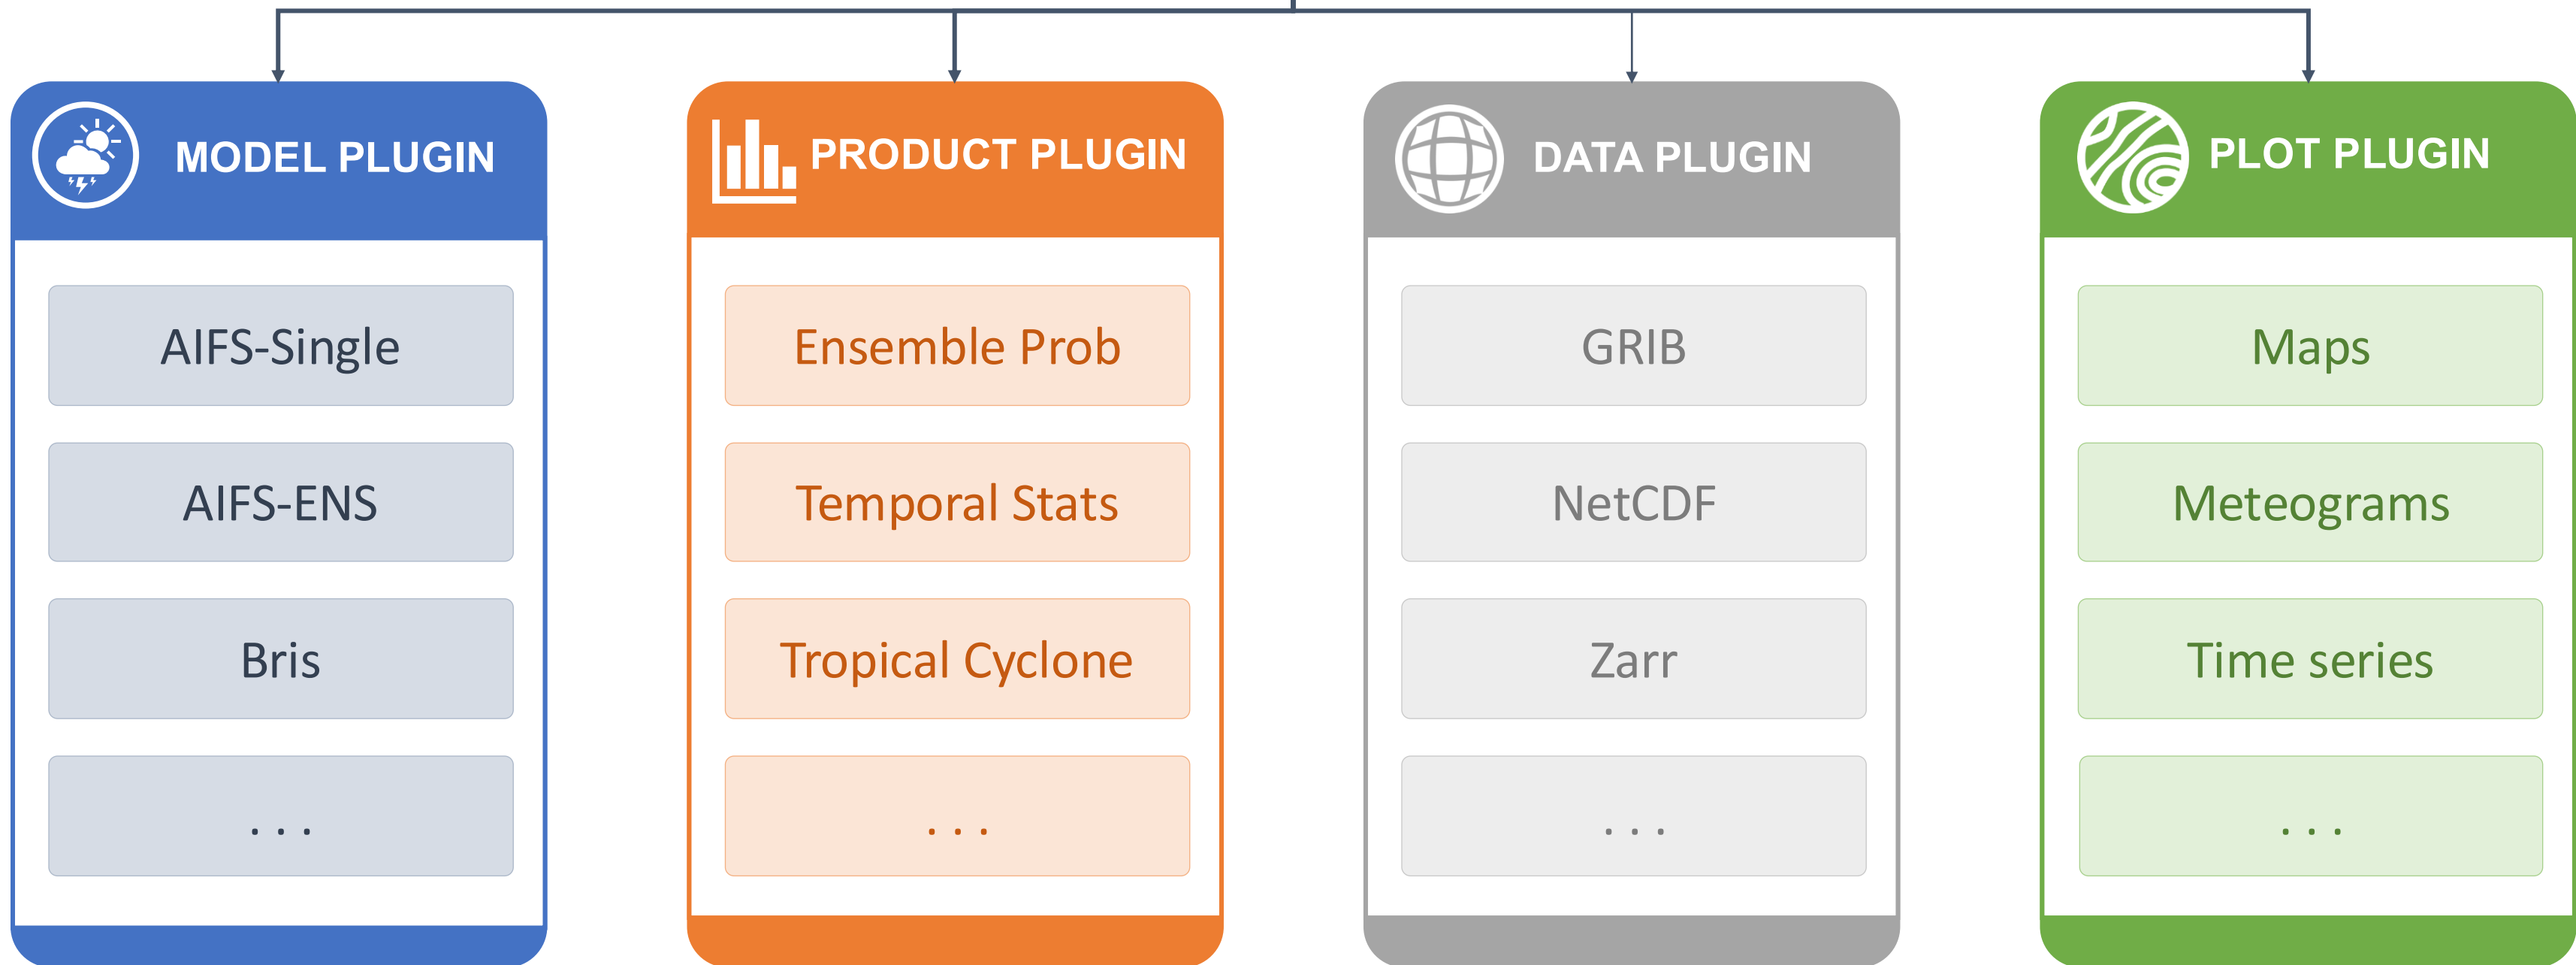 MODEL PLUGIN
AIFS-Single
AIFS-ENS
Bris
. . .
PRODUCT PLUGIN
Ensemble Prob
Temporal Stats
Tropical Cyclone
. . .
DATA PLUGIN
GRIB
NetCDF
Zarr
. . .
PLOT PLUGIN
Maps
Meteograms
Time series
. . .